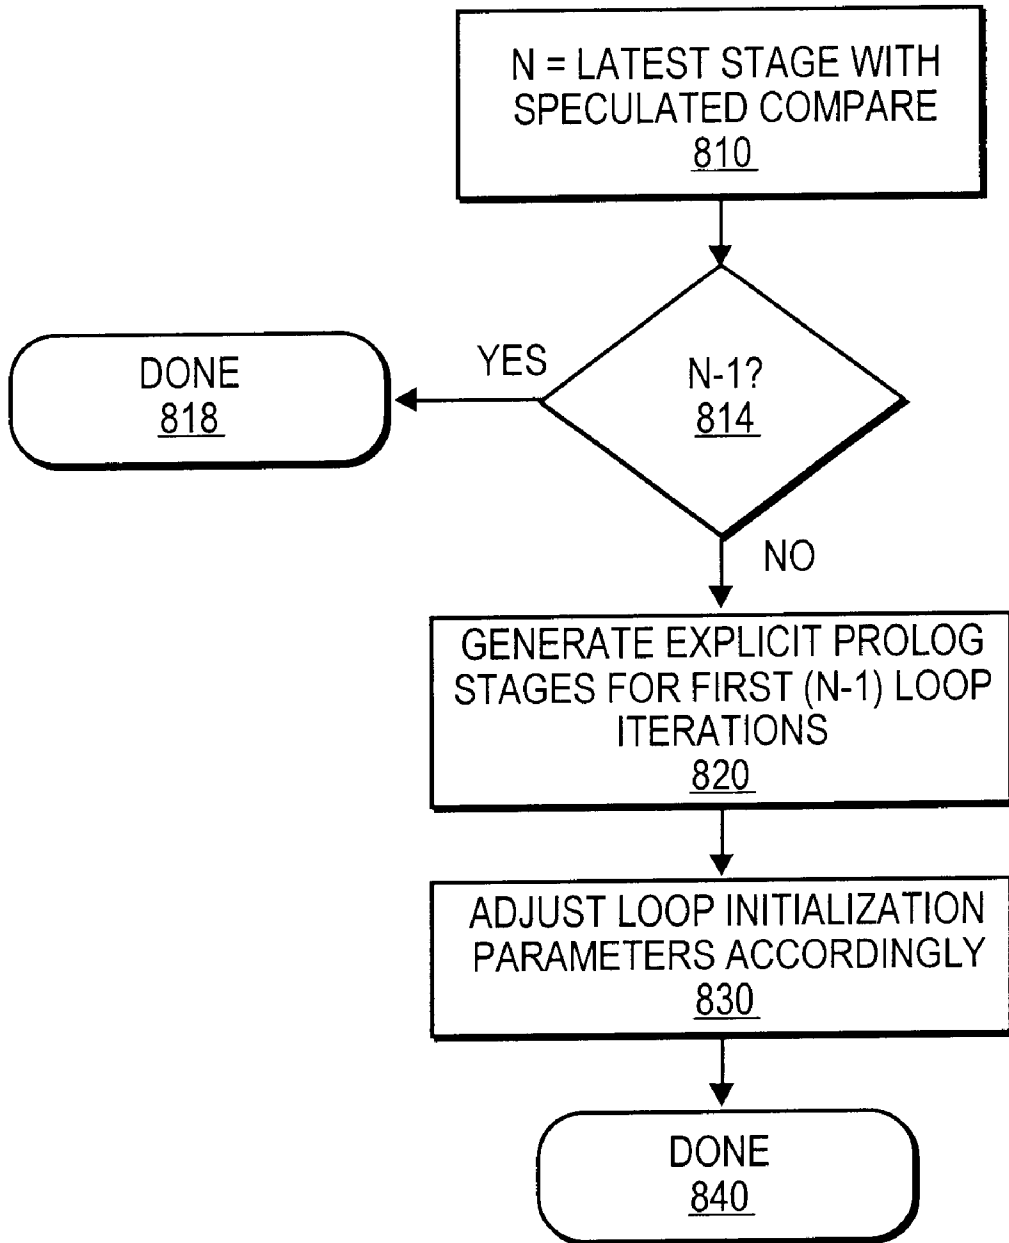 N = LATEST STAGE WITH
SPECULATED COMPARE
810
YES
N-1?
814
DONE
818
NO
GENERATE EXPLICIT PROLOG
STAGES FOR FIRST (N-1) LOOP
ITERATIONS
820
ADJUST LOOP INITIALIZATION
PARAMETERS ACCORDINGLY
830
DONE
840